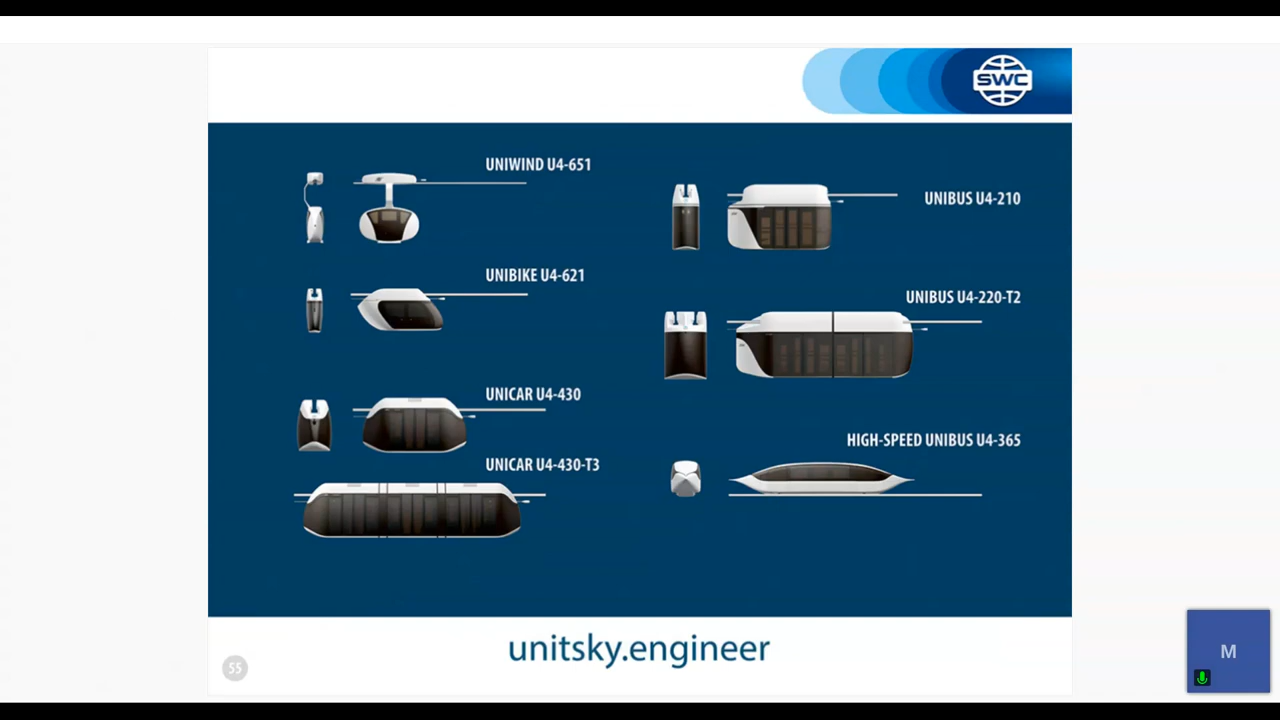 SWC
UNIWIND U4-651
UNIBIKE U4-621
UNICAR U4-430
UNICAR U4-430-T3
UNIBUS U4-210
UNIBUS U4-220-T2
HIGH-SPEED UNIBUS U4-365
unitsky.engineer
55
M